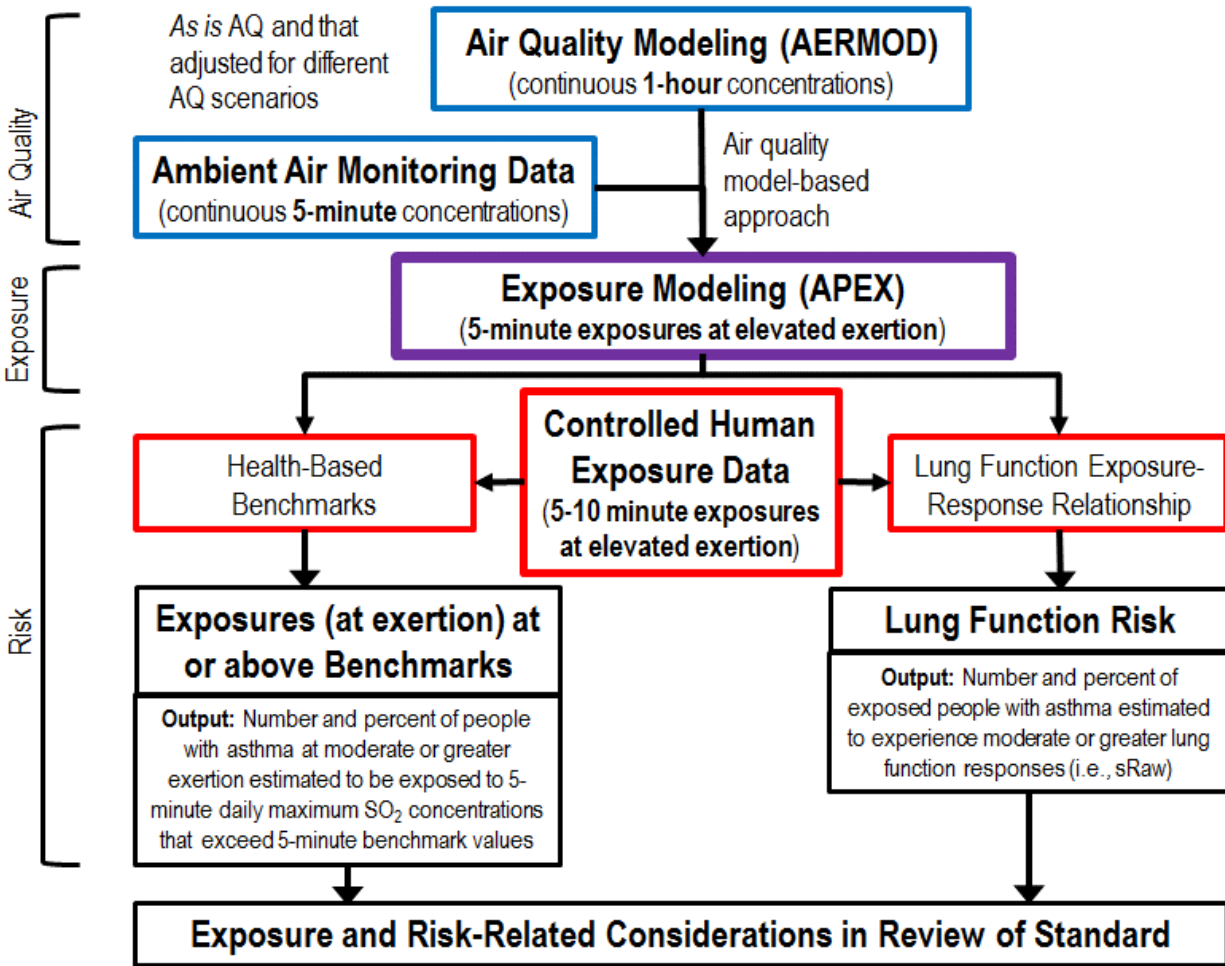 As is AQ and that
adjusted for different
AQ scenarios
Air Quality Modeling (AERMOD)
(continuous 1-hour concentrations)
Air Quality
Ambient Air Monitoring Data
(continuous 5-minute concentrations)
Air quality
model-based
approach
Exposure
Exposure Modeling (APEX)
(5-minute exposures at elevated exertion)
Risk
Health-Based
Benchmarks
Controlled Human
Exposure Data
(5-10 minute exposures
at elevated exertion)
Lung Function Exposure-
Response Relationship
Exposures (at exertion) at
or above Benchmarks
Output: Number and percent of people
with asthma at moderate or greater
exertion estimated to be exposed to 5-
minute daily maximum SO2 concentrations
that exceed 5-minute benchmark values
Lung Function Risk
Output: Number and percent of
exposed people with asthma estimated
to experience moderate or greater lung
function responses (i.e., sRaw)
Exposure and Risk-Related Considerations in Review of Standard